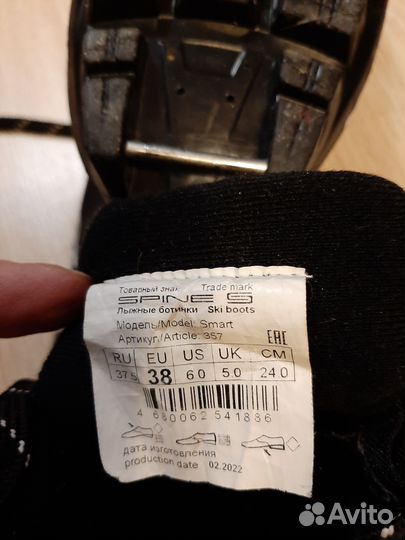 Товарный знак Trade mark
SPINE S
Лыжные ботинки Ski boots
Модель/Model: Smart
Артикул/Article: 357 EAC
RU EU US UK CM
37.5 38 6.0 5.0 24.0
4 680062 541886
дата изготовления
production date 02.2022
Avito